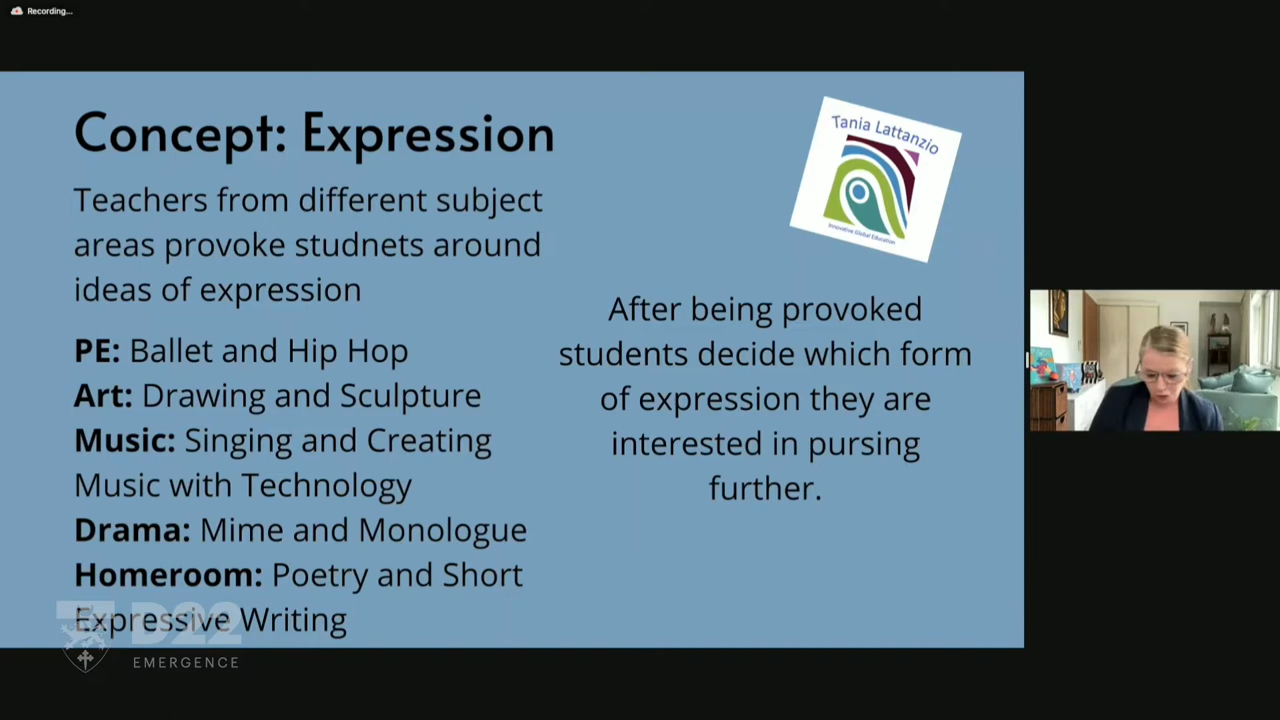 Recording...
Concept: Expression
Teachers from different subject
areas provoke studnets around
ideas of expression
PE: Ballet and Hip Hop
Art: Drawing and Sculpture
Music: Singing and Creating
Music with Technology
Drama: Mime and Monologue
Homeroom: Poetry and Short
Expressive Writing
Tania Lattanzio
Innovative Global Education
After being provoked
students decide which form
of expression they are
interested in pursing
further.
D22
EMERGENCE